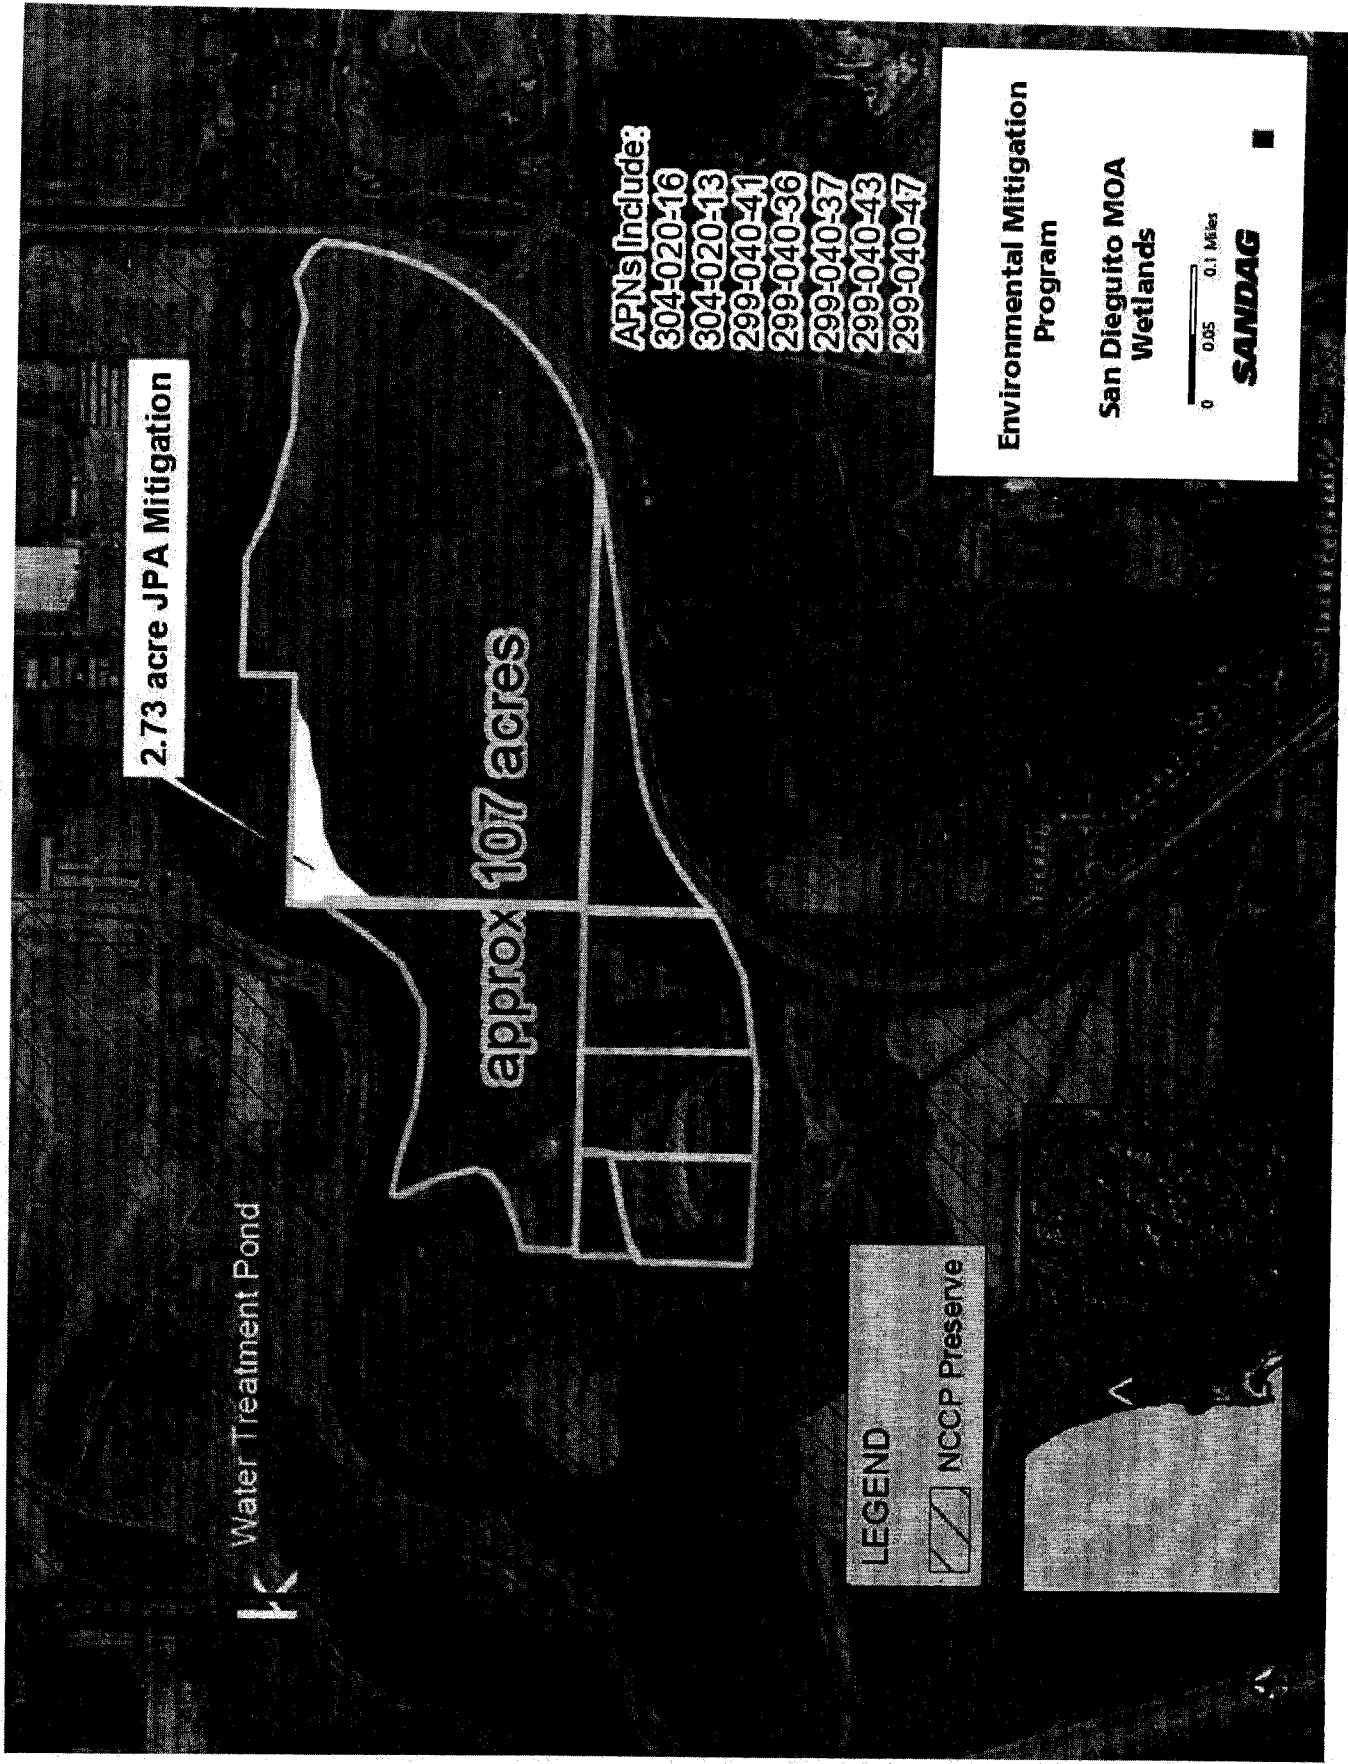 2.73 acre JPA Mitigation
Water Treatment Pond
approx 107 acres
APNs Include:
304-020-16
304-020-13
299-040-41
299-040-36
299-040-37
299-040-43
299-040-47
LEGEND
NCCP Preserve
Environmental Mitigation
Program
San Dieguito MOA
Wetlands
0 0.05 0.1 Miles
SANDAG